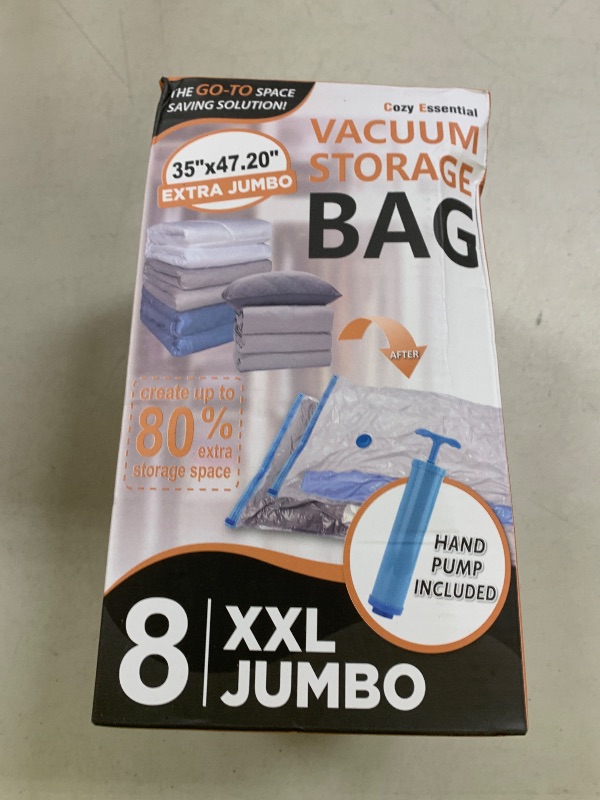 THE GO-TO SPACE
SAVING SOLUTION!
Cozy Essential
VACUUM
STORAGE
BAG
35"x47.20"
EXTRA JUMBO
AFTER
create up to
80%
extra
storage space
HAND
PUMP
INCLUDED
8
XXL
JUMBO